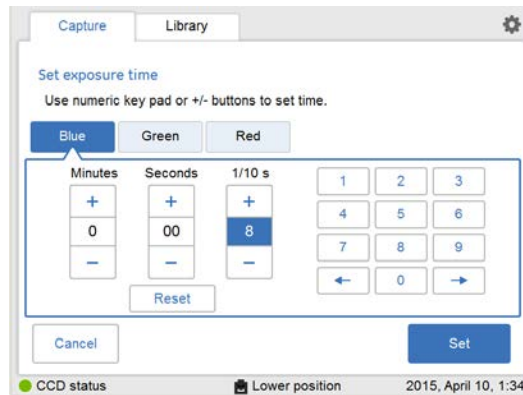 Capture Library
Set exposure time
Use numeric key pad or +/- buttons to set time.
Blue Green Red
Minutes Seconds 1/10 s
+ + +
0 00 8
− − −
Reset
1 2 3
4 5 6
7 8 9
← 0 →
Cancel Set
CCD status Lower position 2015, April 10, 1:34